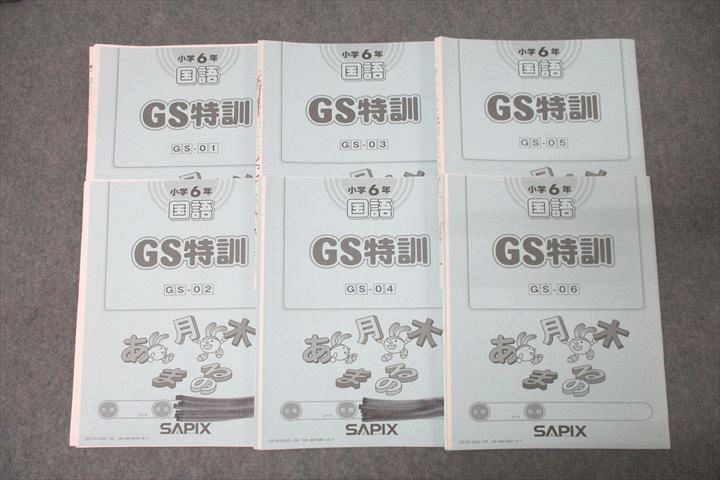 小学6年
国語
GS特訓
GS-01
小学6年
国語
GS特訓
GS-03
小学6年
国語
GS特訓
GS-05
小学6年
国語
GS特訓
GS-02
あ 月 木
まるの
SAPIX
小学6年
国語
GS特訓
GS-04
あ 月 木
まるの
SAPIX
小学6年
国語
GS特訓
GS-06
あ 月 木
まるの
SAPIX